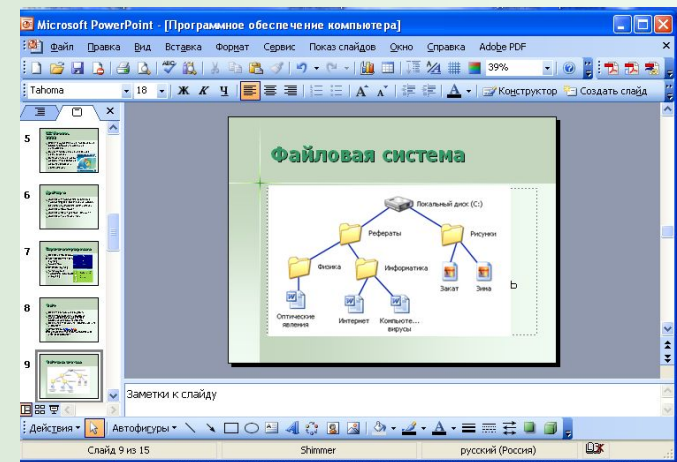 Microsoft PowerPoint - [Программное обеспечение компьютера]
Файл Правка Вид Вставка Формат Сервис Показ слайдов Окно Справка Adobe PDF
39%
Tahoma 18 Ж К Ч Конструктор Создать слайд
5
6
7
8
9
Файловая система
Локальный диск (C:)
Рефераты Рисунки
Физика Информатика
Закат Зина
Оптические явления Интернет Компьюте... вирусы
ь
Заметки к слайду
Действия Автофигуры
Слайд 9 из 15 Shimmer русский (Россия)